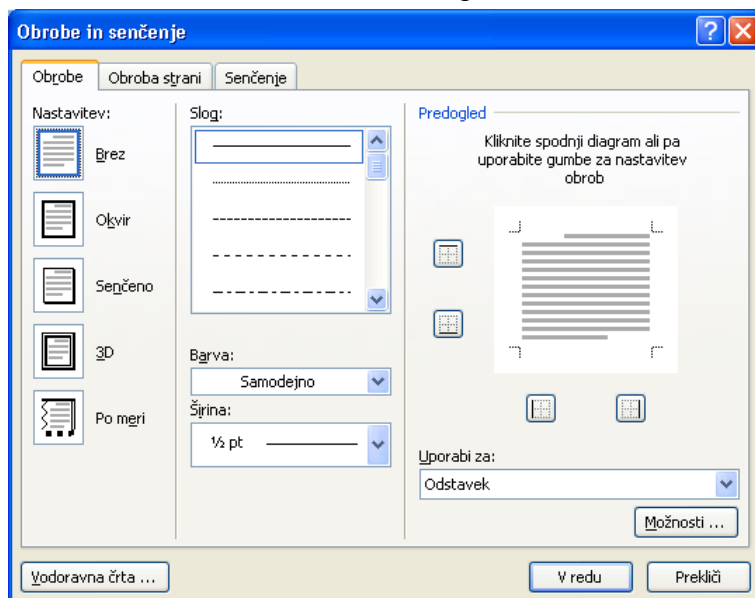 Obrobe in senčenje
Obrobe
Obroba strani
Senčenje
Nastavitev:
Brez
Okvir
Senčeno
3D
Po meri
Slog:
Barva:
Samodejno
Širina:
½ pt
Predogled
Kliknite spodnji diagram ali pa
uporabite gumbe za nastavitev
obrob
Uporabi za:
Odstavek
Možnosti ...
Vodoravna črta ...
V redu
Prekliči